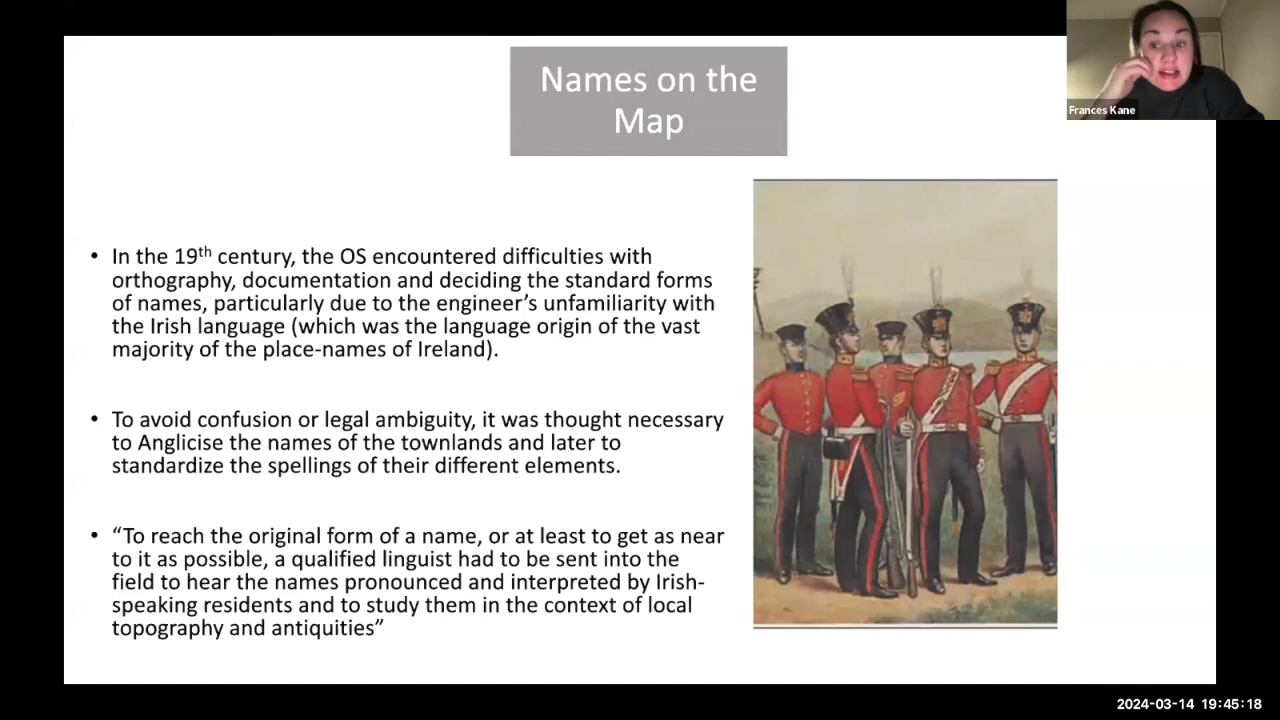 Names on the
Map
Frances Kane
• In the 19th century, the OS encountered difficulties with
orthography, documentation and deciding the standard forms
of names, particularly due to the engineer’s unfamiliarity with
the Irish language (which was the language origin of the vast
majority of the place-names of Ireland).
• To avoid confusion or legal ambiguity, it was thought necessary
to Anglicise the names of the townlands and later to
standardize the spellings of their different elements.
• “To reach the original form of a name, or at least to get as near
to it as possible, a qualified linguist had to be sent into the
field to hear the names pronounced and interpreted by Irish-
speaking residents and to study them in the context of local
topography and antiquities”
2024-03-14 19:45:18